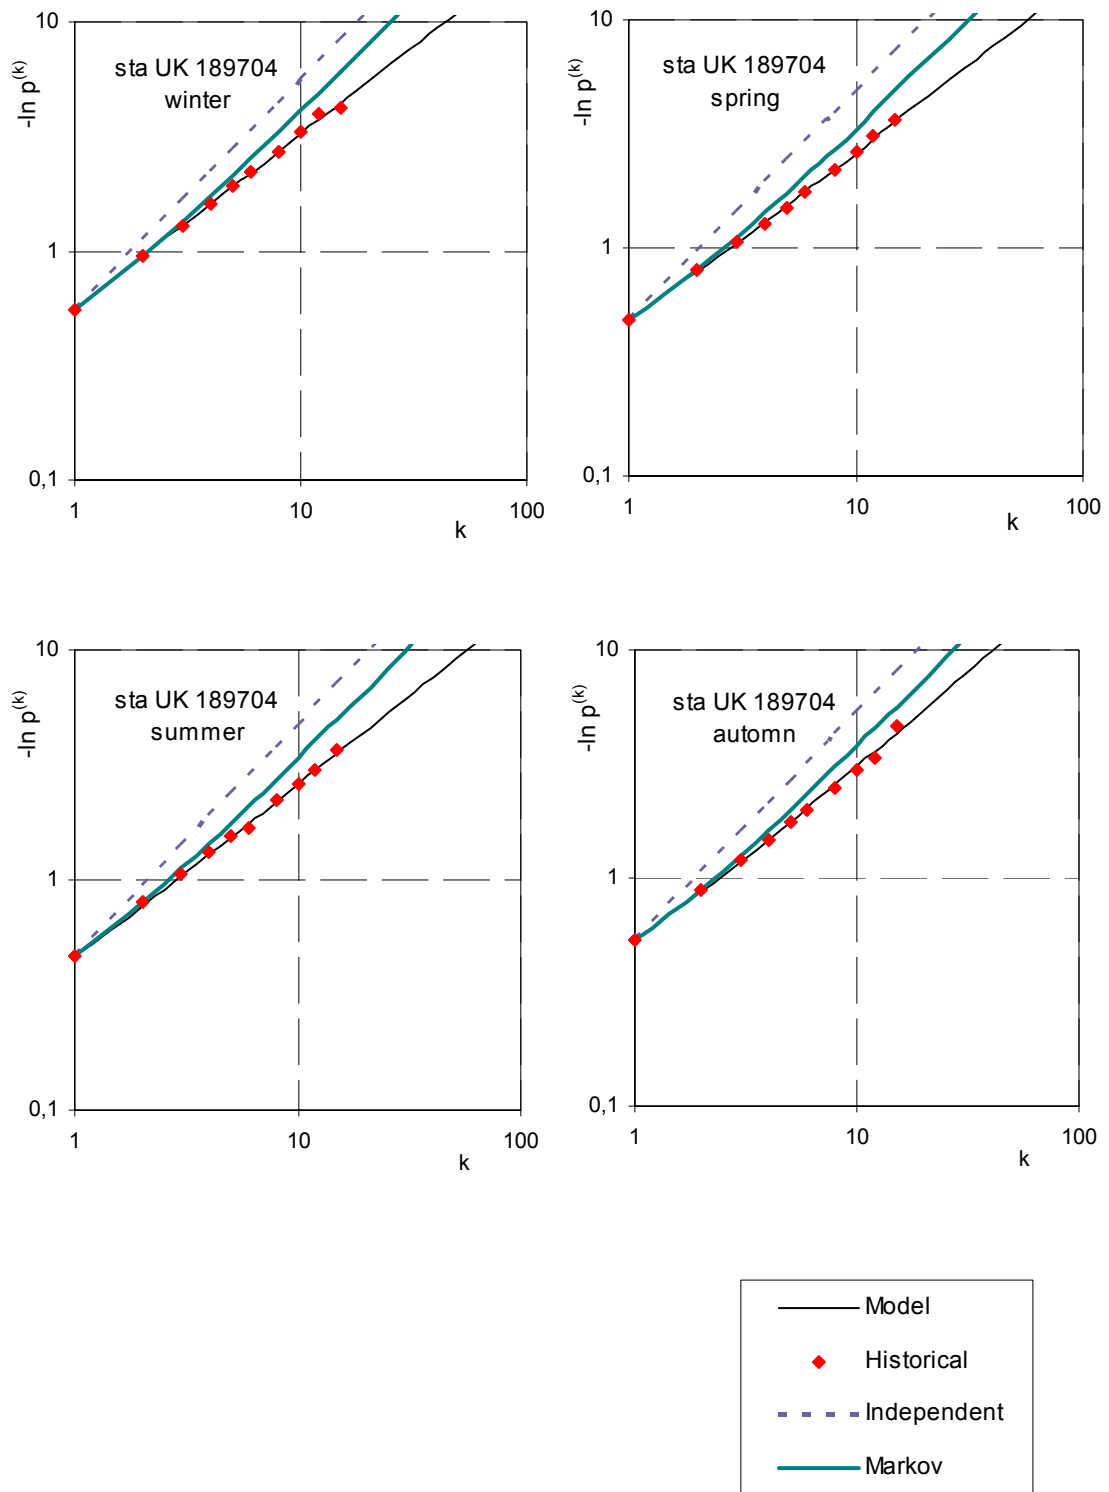 10
sta UK 189704
winter
-ln p(k)
1
0,1
1
10
100
k
10
sta UK 189704
spring
-ln p(k)
1
0,1
1
10
100
k
10
sta UK 189704
summer
-ln p(k)
1
0,1
1
10
100
k
10
sta UK 189704
automn
-ln p(k)
1
0,1
1
10
100
k
Model
Historical
Independent
Markov